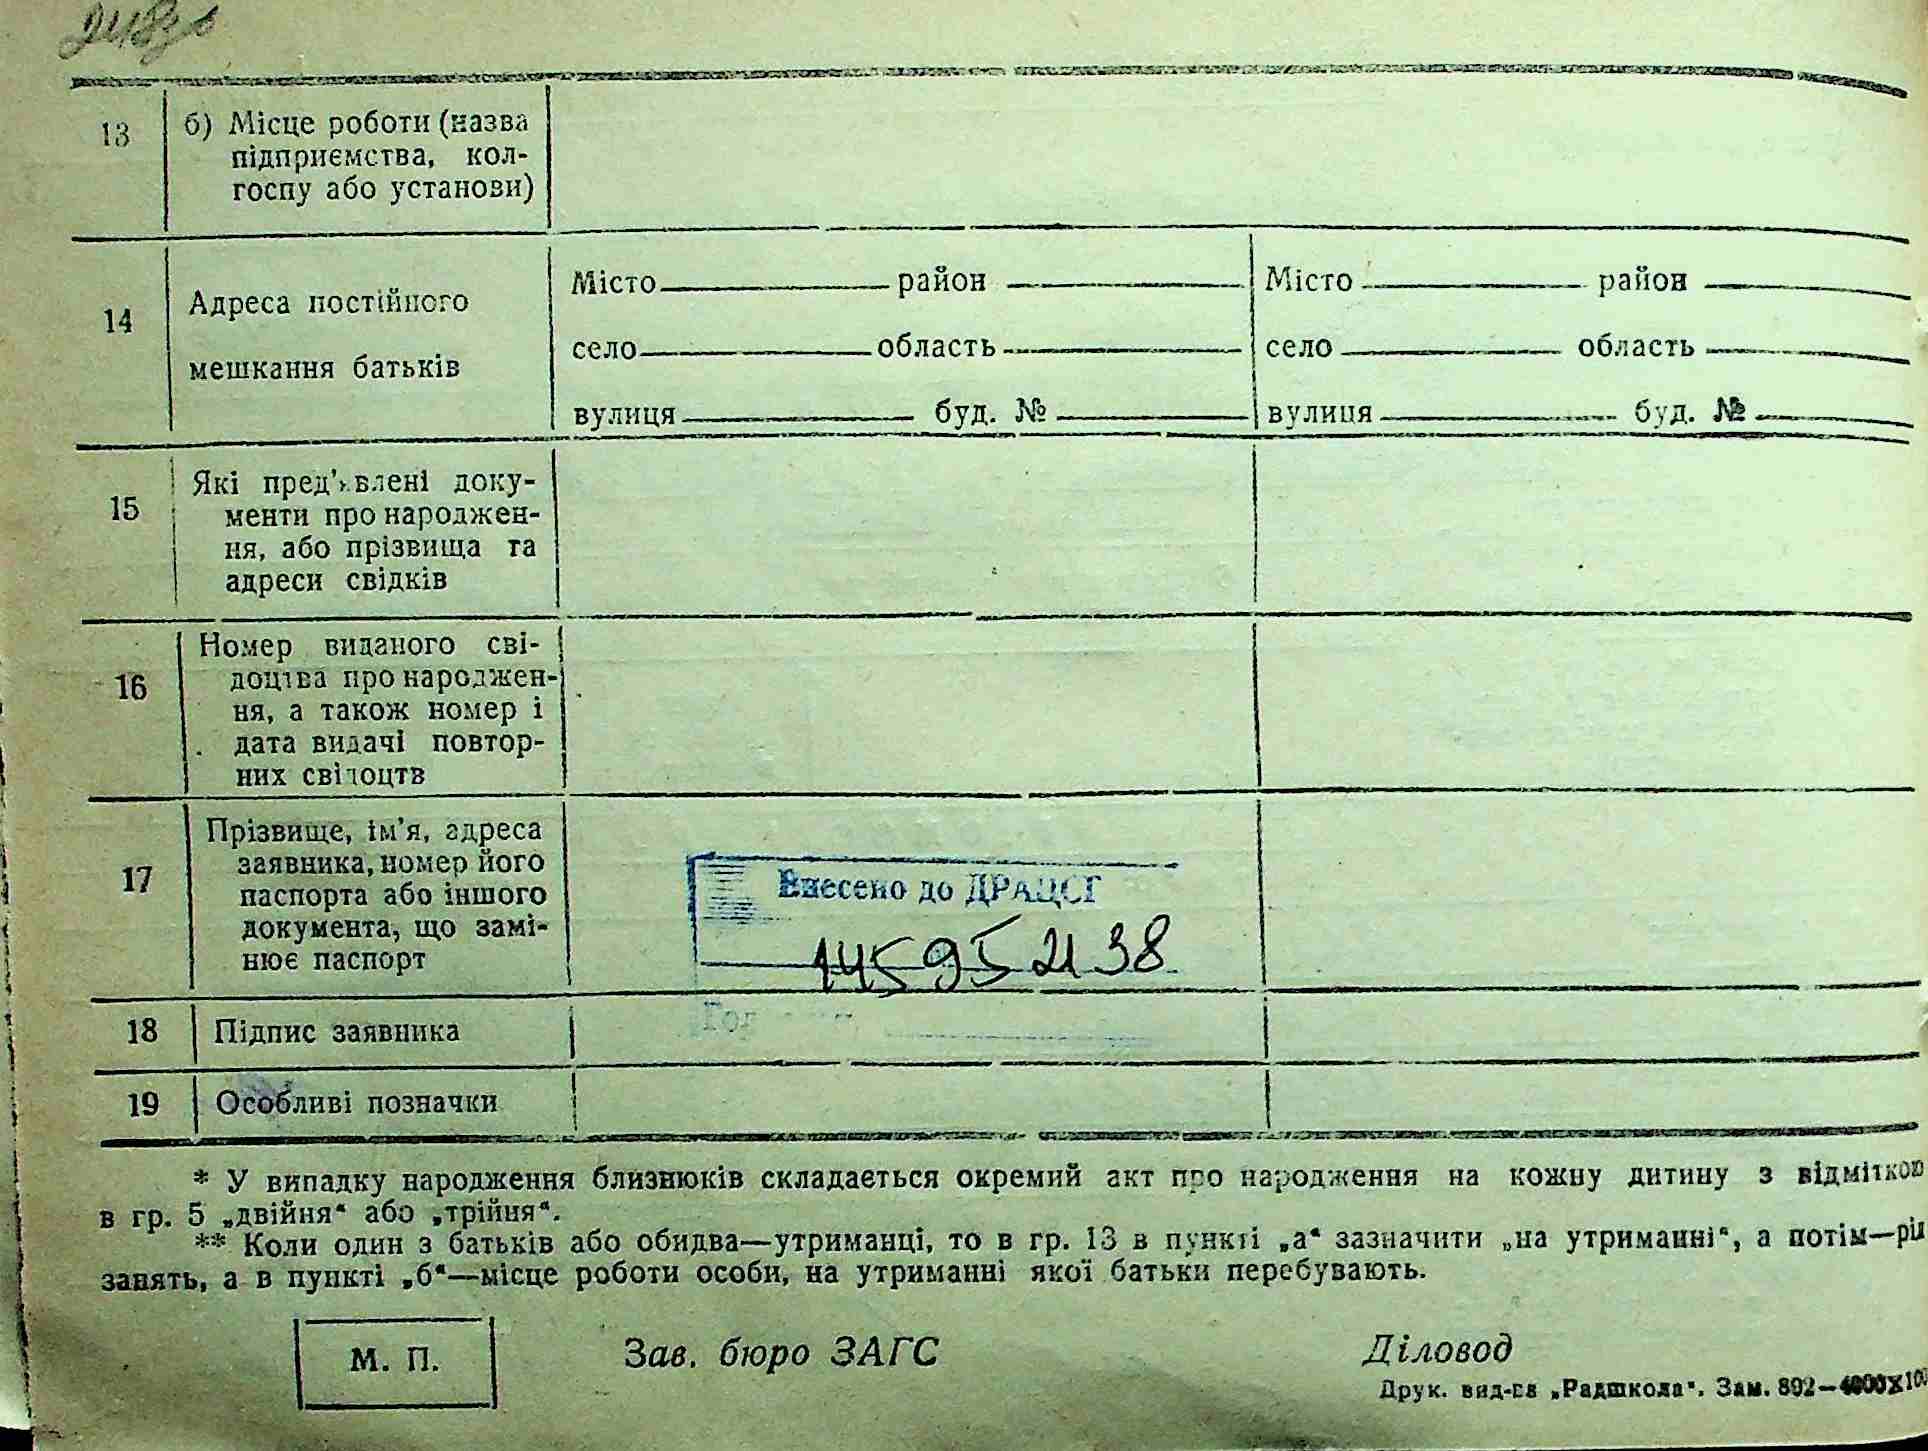 13 б) Місце роботи (назва
підприємства, кол-
госпу або установи)
14 Адреса постійного
мешкання батьків
Місто район
село область
вулиця буд. №
Місто район
село область
вулиця буд. №
15 Які пред'явлені доку-
менти про народжен-
ня, або прізвища та
адреси свідків
16 Номер виданого сві-
доцтва про народжен-
ня, а також номер і
дата видачі повтор-
них свідоцтв
17 Прізвище, ім'я, адреса
заявника, номер його
паспорта або іншого
документа, що замі-
нює паспорт
Внесено до ДРАЦСГ
145952138
18 Підпис заявника
19 Особливі позначки
* У випадку народження близнюків складається окремий акт про народження на кожну дитину з відміткою
в гр. 5 „двійня“ або „трійня“.
** Коли один з батьків або обидва—утриманці, то в гр. 13 в пункті „а“ зазначити „на утриманні“, а потім—рід
занять, а в пункті „б“—місце роботи особи, на утриманні якої батьки перебувають.
М. П.
Зав. бюро ЗАГС
Діловод
Друк. вид-ва „Радшкола“. Зам. 892—4000×100